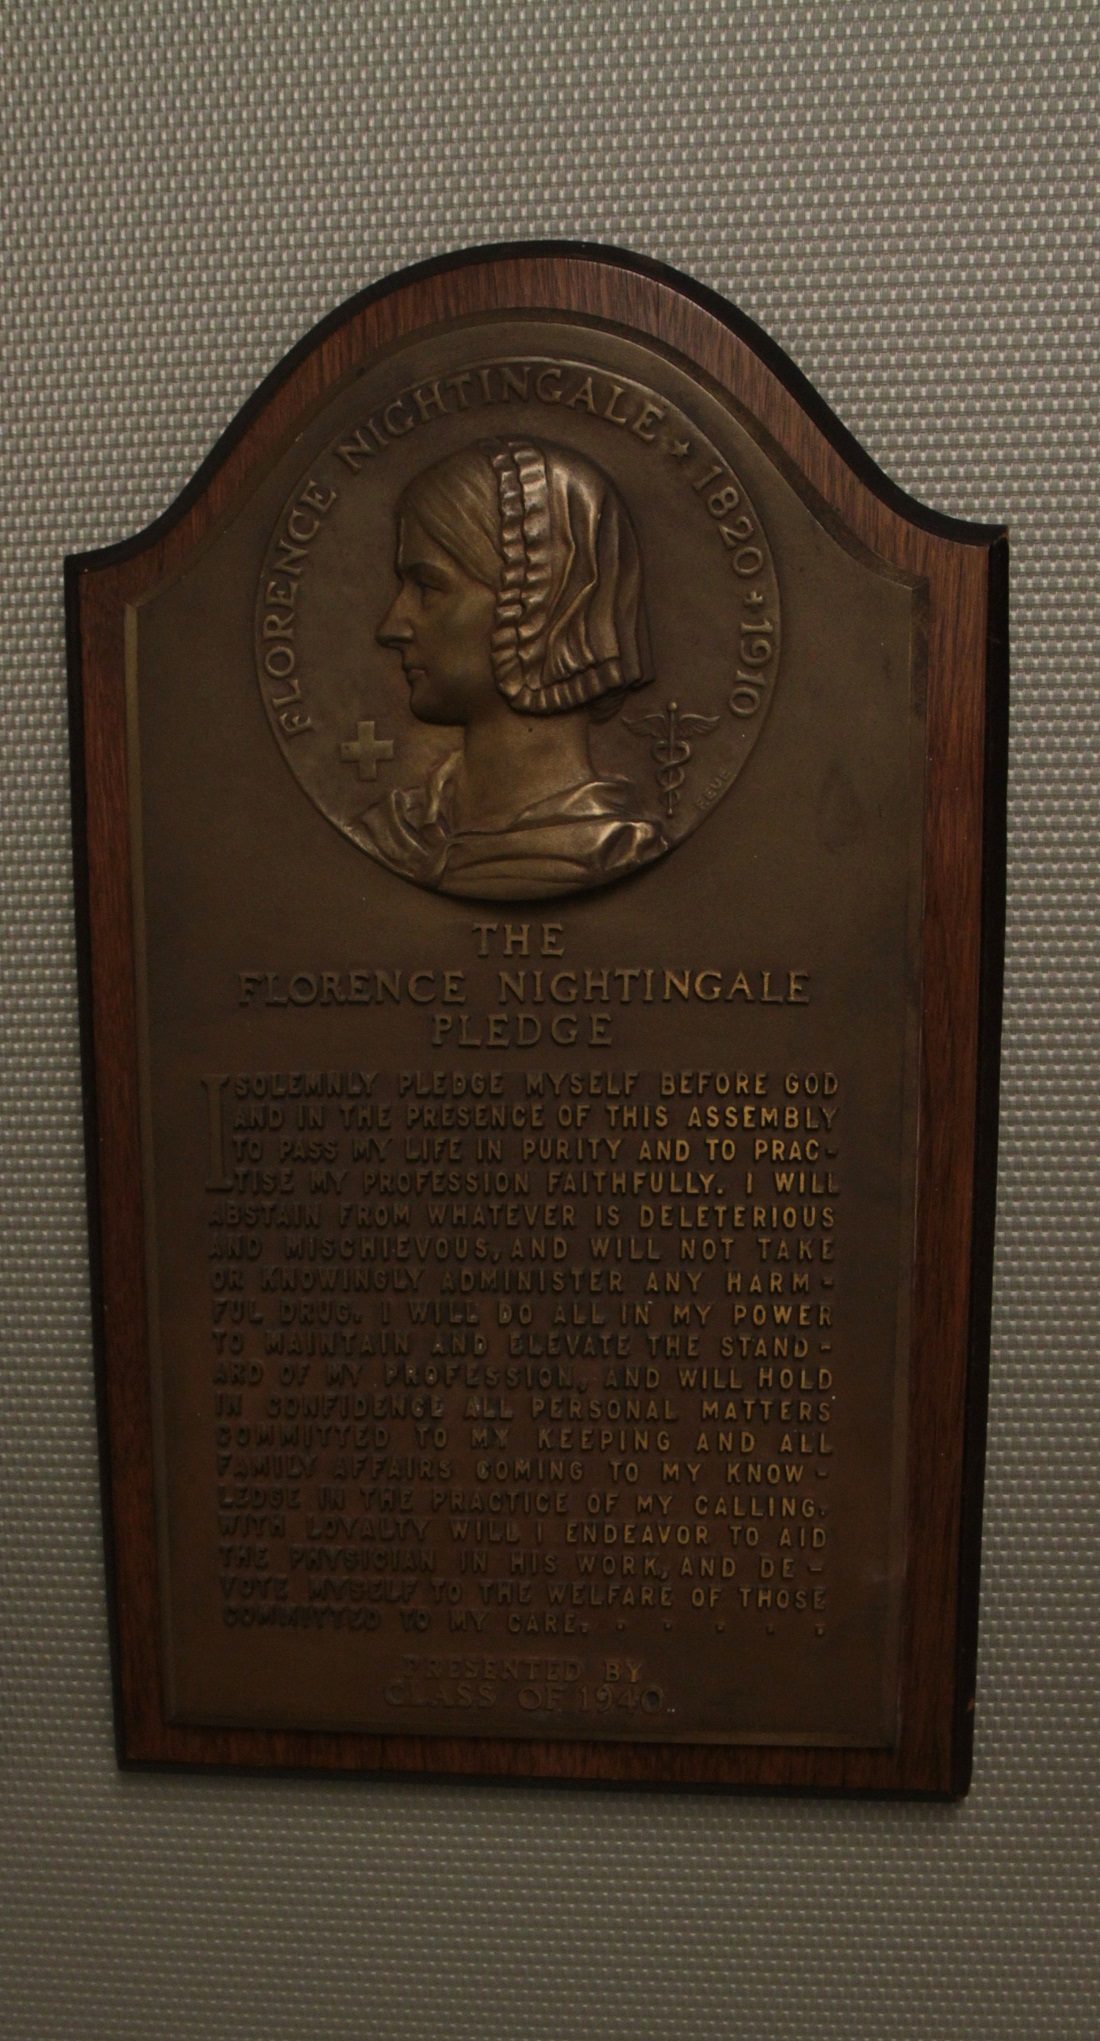 FLORENCE NIGHTINGALE ★ 1820 ★ 1910
THE
FLORENCE NIGHTINGALE
PLEDGE
I SOLEMNLY PLEDGE MYSELF BEFORE GOD
AND IN THE PRESENCE OF THIS ASSEMBLY
TO PASS MY LIFE IN PURITY AND TO PRAC-
TISE MY PROFESSION FAITHFULLY. I WILL
ABSTAIN FROM WHATEVER IS DELETERIOUS
AND MISCHIEVOUS, AND WILL NOT TAKE
OR KNOWINGLY ADMINISTER ANY HARM-
FUL DRUG. I WILL DO ALL IN MY POWER
TO MAINTAIN AND ELEVATE THE STAND-
ARD OF MY PROFESSION, AND WILL HOLD
IN CONFIDENCE ALL PERSONAL MATTERS
COMMITTED TO MY KEEPING AND ALL
FAMILY AFFAIRS COMING TO MY KNOW-
LEDGE IN THE PRACTICE OF MY CALLING.
WITH LOYALTY WILL I ENDEAVOR TO AID
THE PHYSICIAN IN HIS WORK, AND DE-
VOTE MYSELF TO THE WELFARE OF THOSE
COMMITTED TO MY CARE. . . . . .
PRESENTED BY
CLASS OF 1940